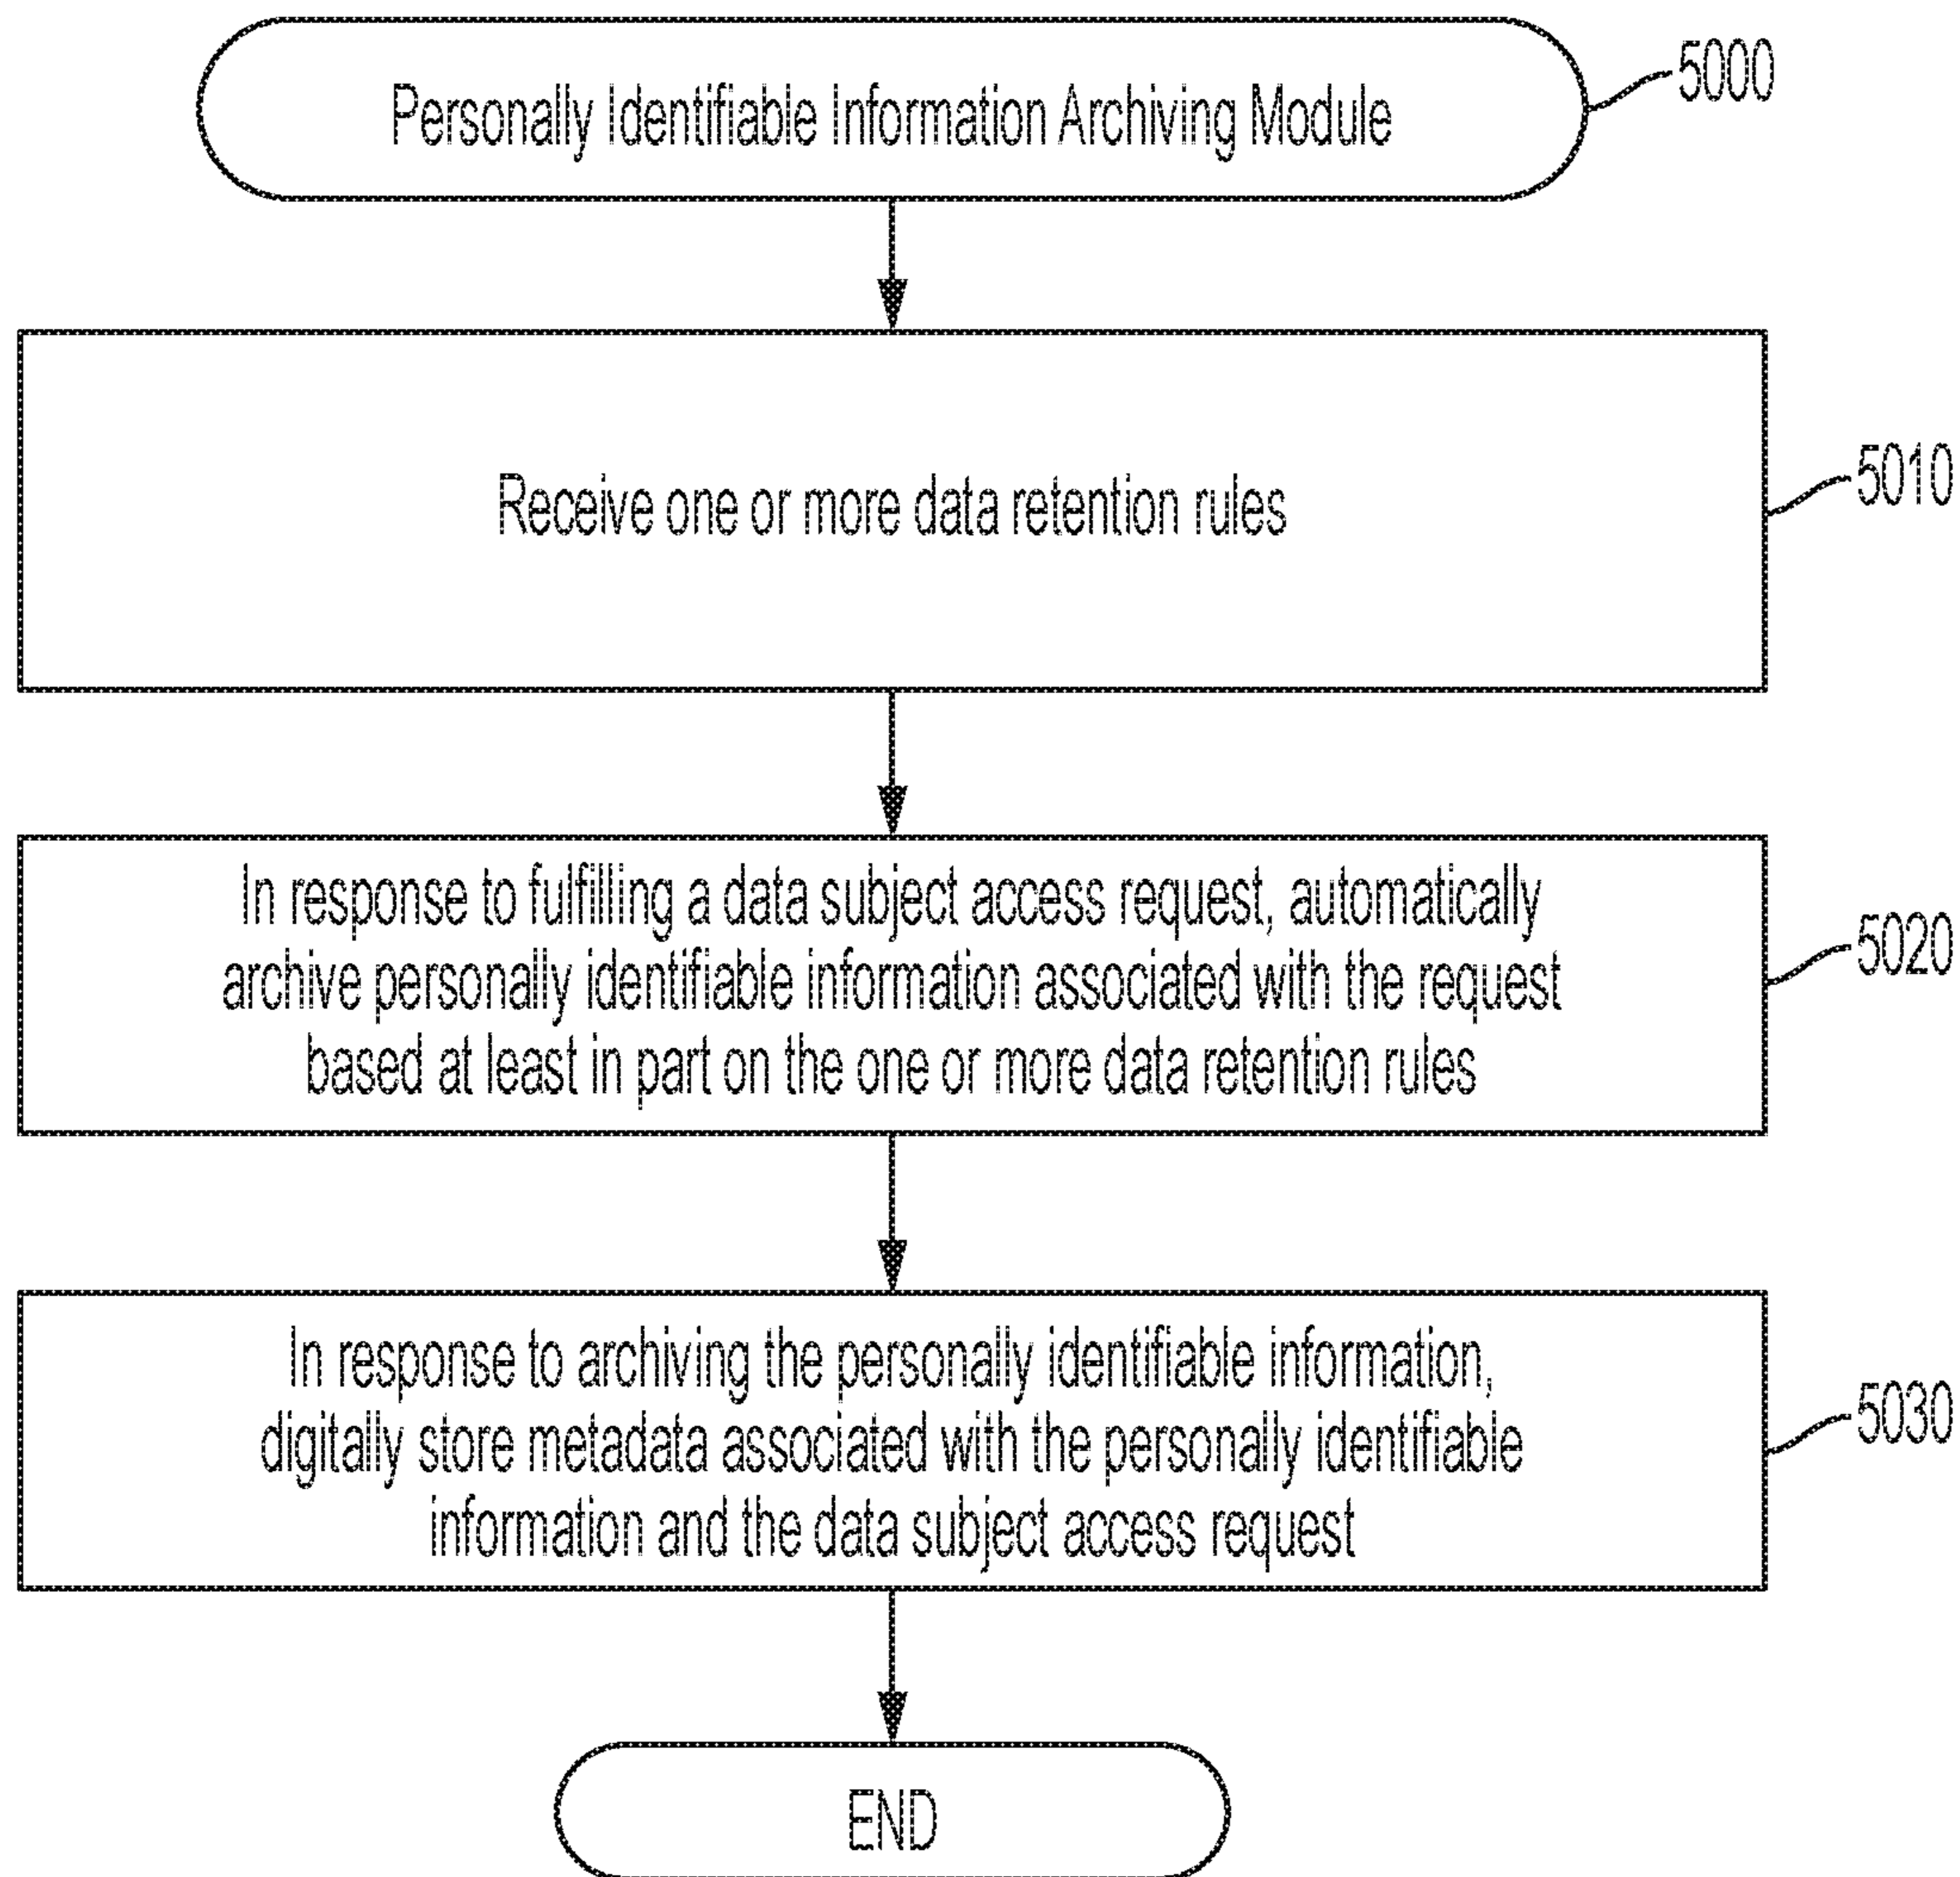 Personally Identifiable Information Archiving Module
5000
Receive one or more data retention rules
5010
In response to fulfilling a data subject access request, automatically
archive personally identifiable information associated with the request
based at least in part on the one or more data retention rules
5020
In response to archiving the personally identifiable information,
digitally store metadata associated with the personally identifiable
information and the data subject access request
5030
END